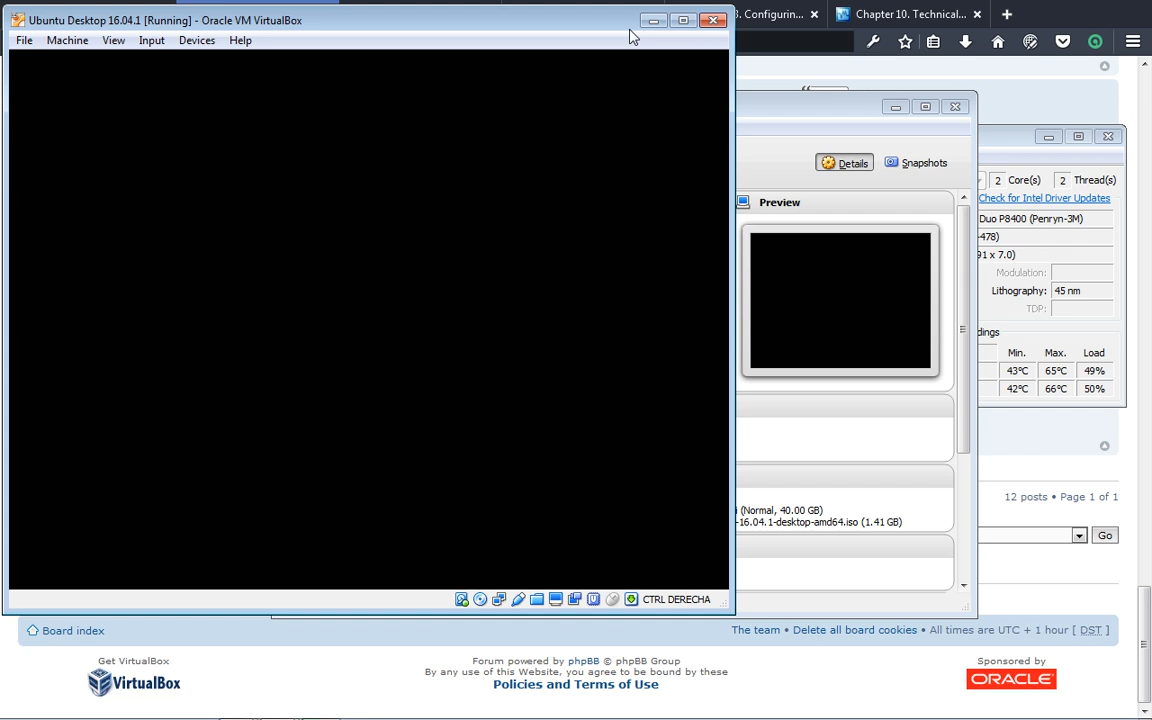 Ubuntu Desktop 16.04.1 [Running] - Oracle VM VirtualBox
File Machine View Input Devices Help
CTRL DERECHA
3. Configurin...
Chapter 10. Technical...
Details
Snapshots
Preview
i (Normal, 40.00 GB)
-16.04.1-desktop-amd64.iso (1.41 GB)
2 Core(s) 2 Thread(s)
Check for Intel Driver Updates
Duo P8400 (Penryn-3M)
-478)
91 x 7.0)
Modulation:
Lithography: 45 nm
TDP:
dings
Min. Max. Load
43°C 65°C 49%
42°C 66°C 50%
12 posts • Page 1 of 1
Go
Board index
The team • Delete all board cookies • All times are UTC + 1 hour [ DST ]
Get VirtualBox
VirtualBox
Forum powered by phpBB © phpBB Group
By any use of this Website, you agree to be bound by these
Policies and Terms of Use
Sponsored by
ORACLE